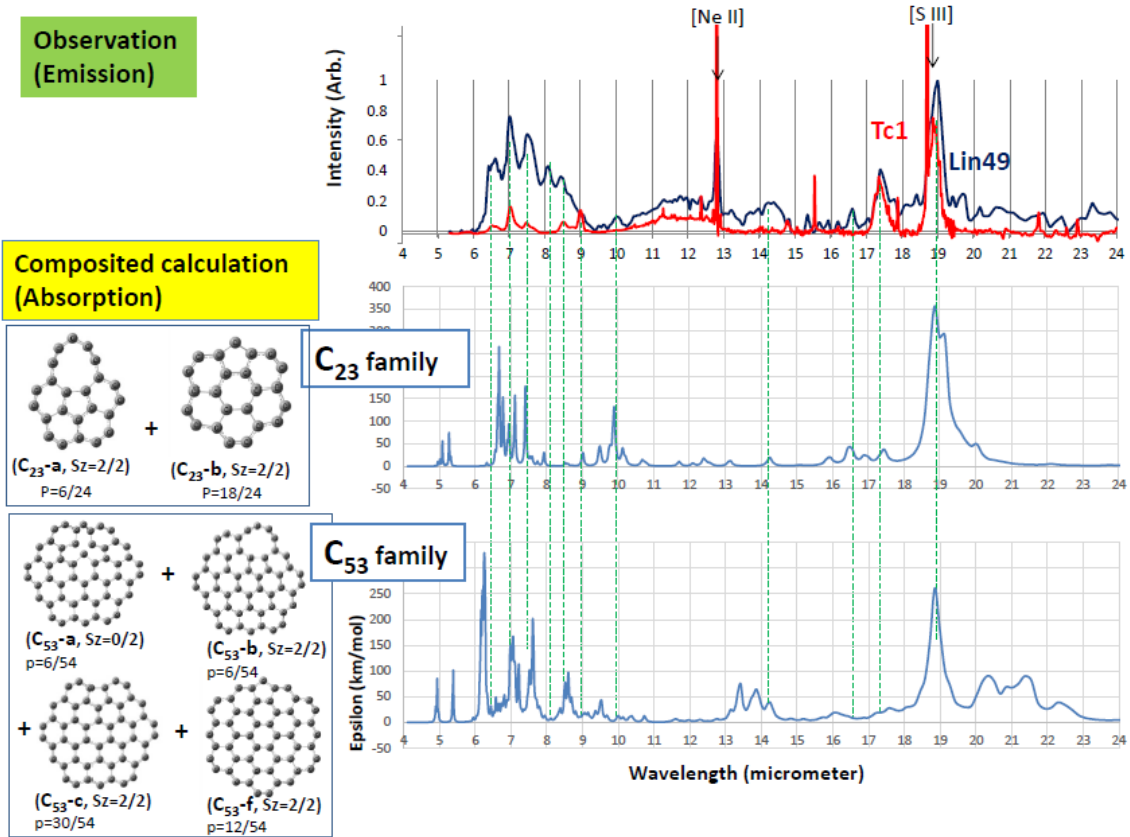 Observation
(Emission)
[Ne II]
[S III]
Intensity (Arb.)
1
0.8
0.6
0.4
0.2
0
Tc1
Lin49
4 5 6 7 8 9 10 11 12 13 14 15 16 17 18 19 20 21 22 23 24
Composited calculation
(Absorption)
C23 family
400
350
300
150
100
50
0
-50
4 5 6 7 8 9 10 11 12 13 14 15 16 17 18 19 20 21 22 23 24
+
(C23-a, Sz=2/2)
P=6/24
(C23-b, Sz=2/2)
P=18/24
C53 family
Epsilon (km/mol)
250
200
150
100
50
0
-50
4 5 6 7 8 9 10 11 12 13 14 15 16 17 18 19 20 21 22 23 24
Wavelength (micrometer)
+
(C53-a, Sz=0/2)
p=6/54
(C53-b, Sz=2/2)
p=6/54
+
+
(C53-c, Sz=2/2)
p=30/54
(C53-f, Sz=2/2)
p=12/54